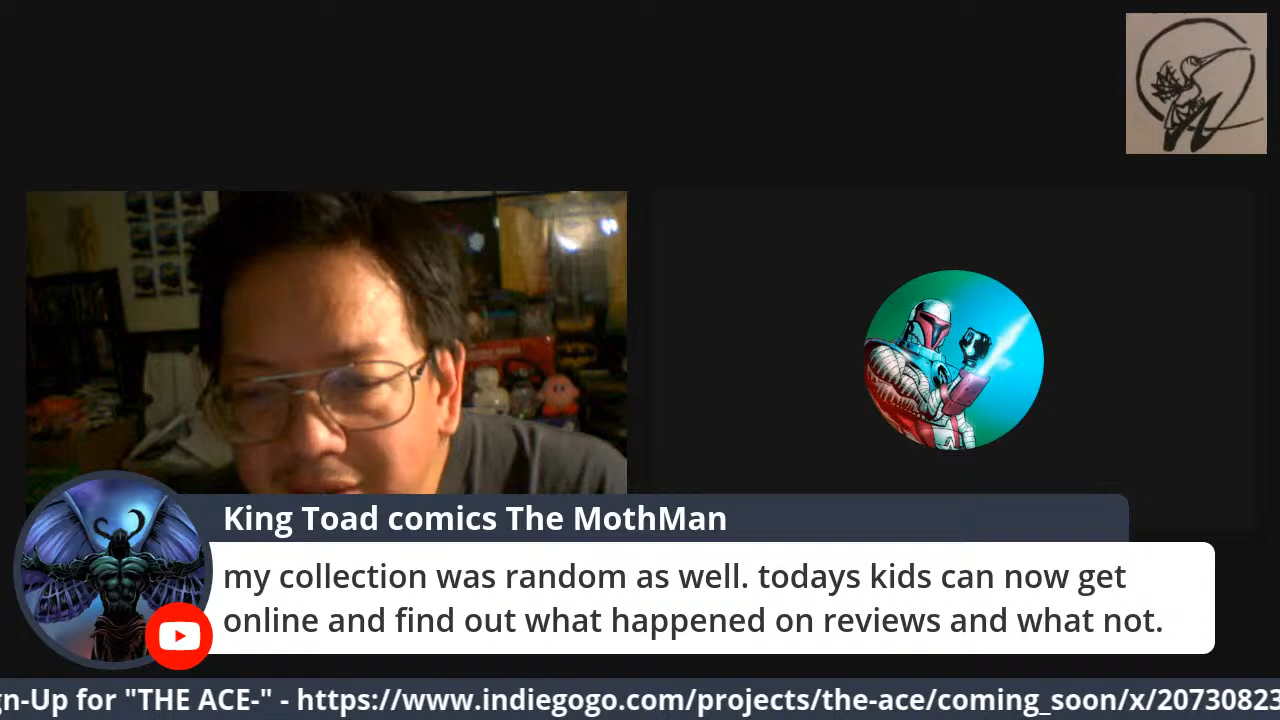 King Toad comics The MothMan
my collection was random as well. todays kids can now get
online and find out what happened on reviews and what not.
gn-Up for "THE ACE-" - https://www.indiegogo.com/projects/the-ace/coming_soon/x/20730823